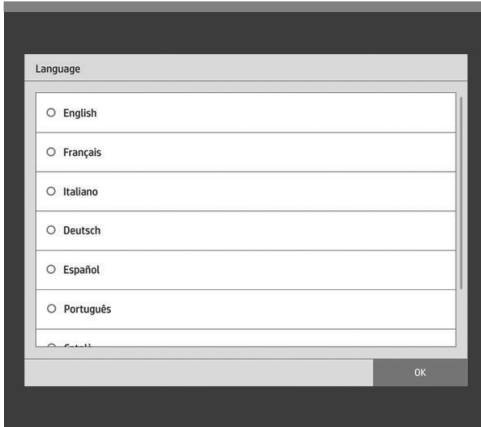 Language
English
Français
Italiano
Deutsch
Español
Português
OK